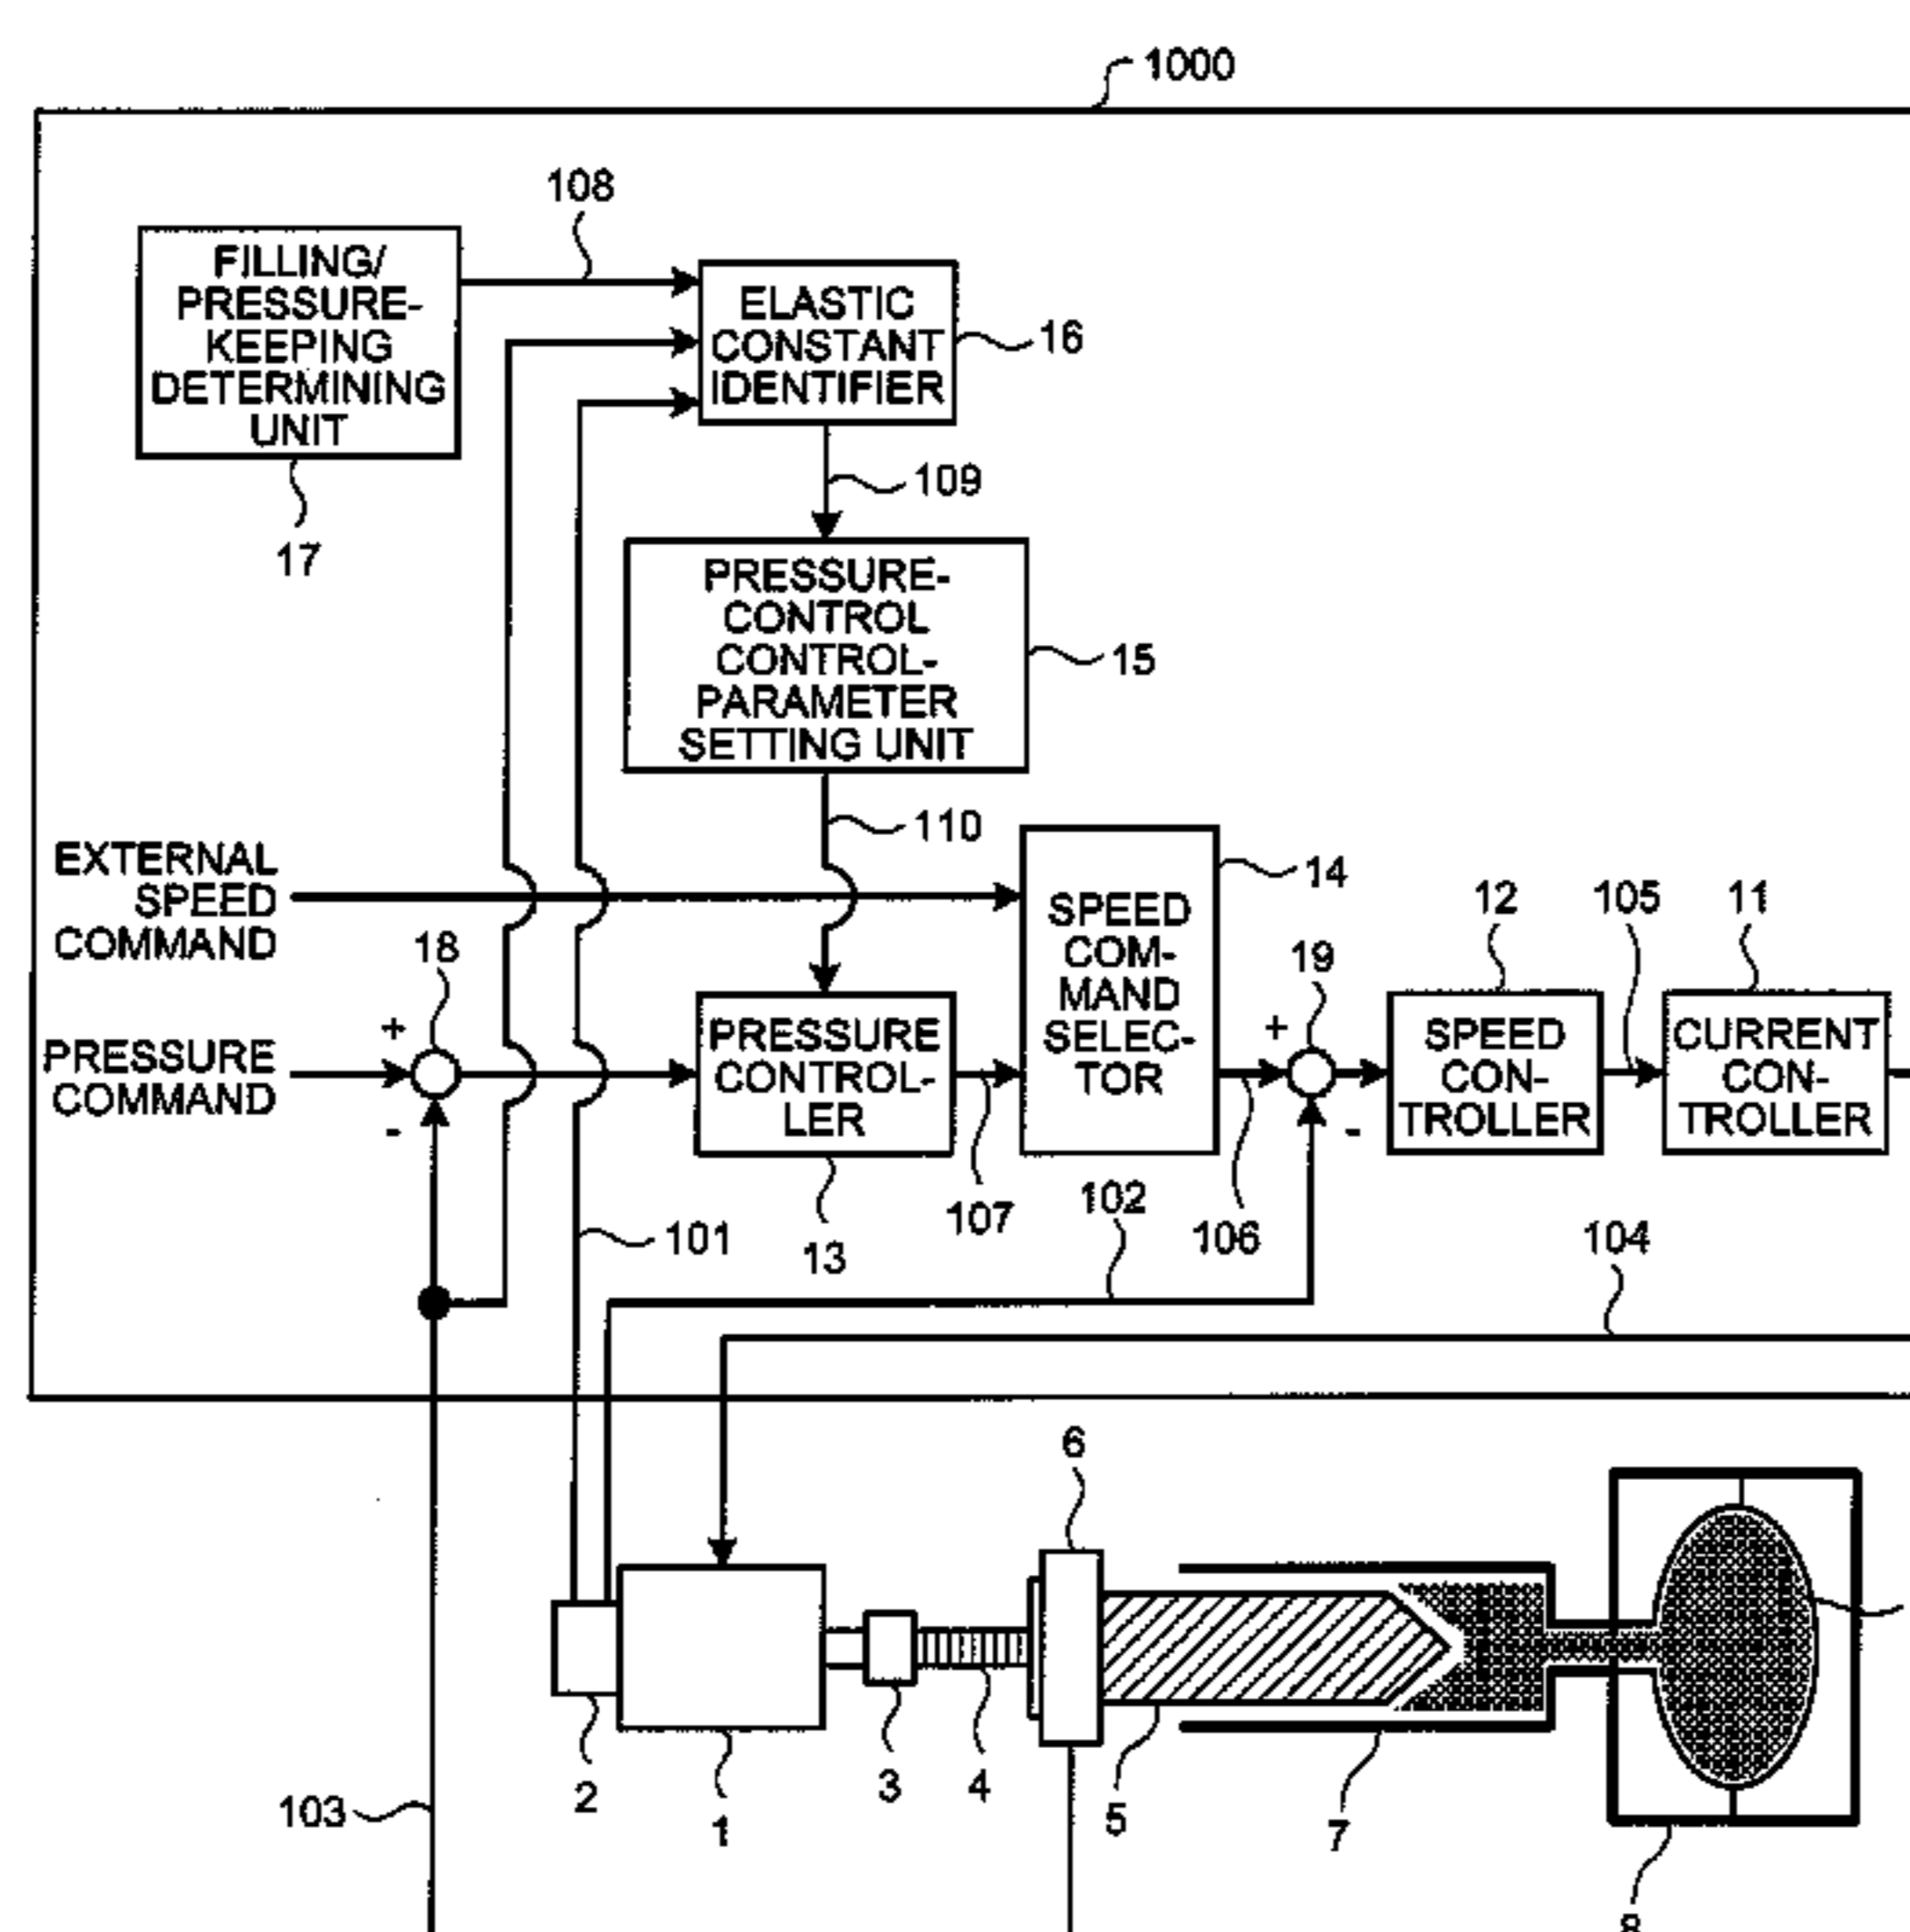 1000
108
FILLING/
PRESSURE-
KEEPING
DETERMINING
UNIT
17
ELASTIC
CONSTANT
IDENTIFIER
16
109
PRESSURE-
CONTROL
CONTROL-
PARAMETER
SETTING UNIT
15
110
EXTERNAL
SPEED
COMMAND
SPEED
COM-
MAND
SELEC-
TOR
14
18
+
-
PRESSURE
COMMAND
PRESSURE
CONTROL-
LER
13
107
106
19
+
-
12
SPEED
CON-
TROLLER
105
11
CURRENT
CON-
TROLLER
101
102
104
6
2
1
3
4
5
7
8
103